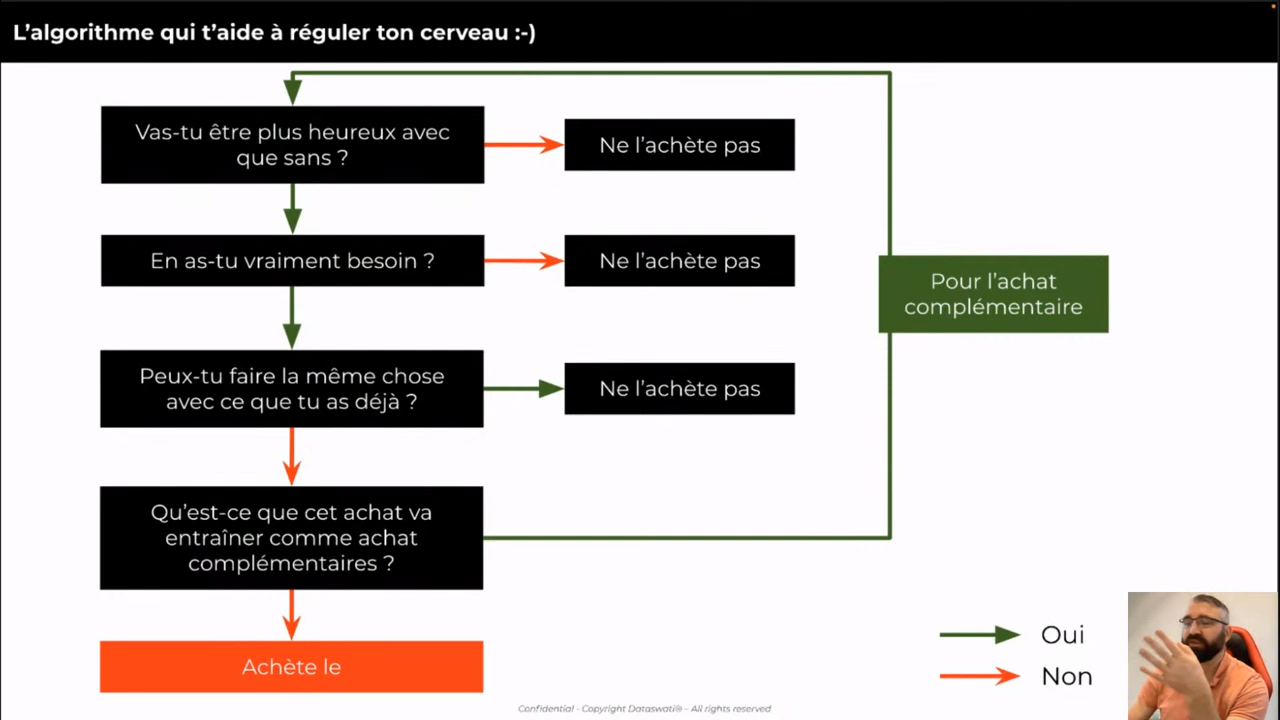 L'algorithme qui t'aide à réguler ton cerveau :-)
Vas-tu être plus heureux avec
que sans ?
Ne l'achète pas
En as-tu vraiment besoin ?
Ne l'achète pas
Pour l'achat
complémentaire
Peux-tu faire la même chose
avec ce que tu as déjà ?
Ne l'achète pas
Qu'est-ce que cet achat va
entraîner comme achat
complémentaires ?
Achète le
Oui
Non
Confidential - Copyright Dataswati® - All rights reserved